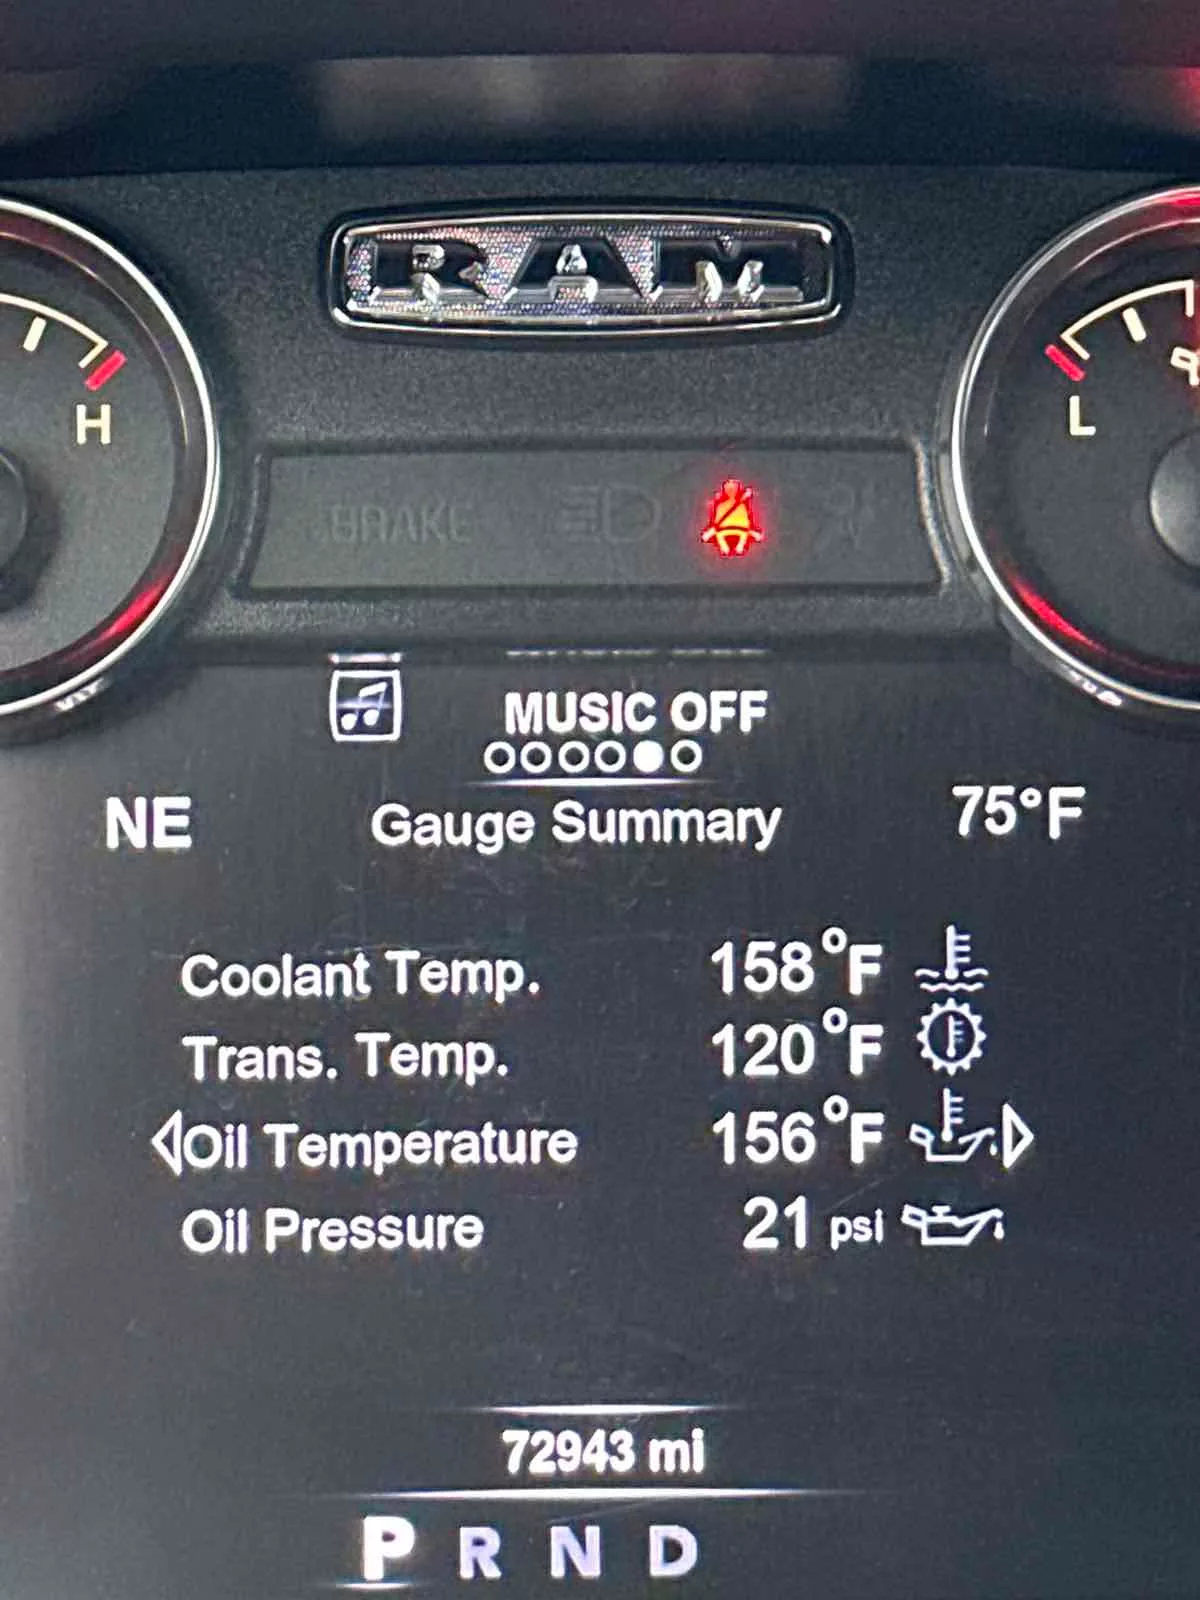 RAM
H
L
BRAKE
MUSIC OFF
NE
Gauge Summary
75°F
Coolant Temp. 158°F
Trans. Temp. 120°F
Oil Temperature 156°F
Oil Pressure 21 psi
72943 mi
P R N D